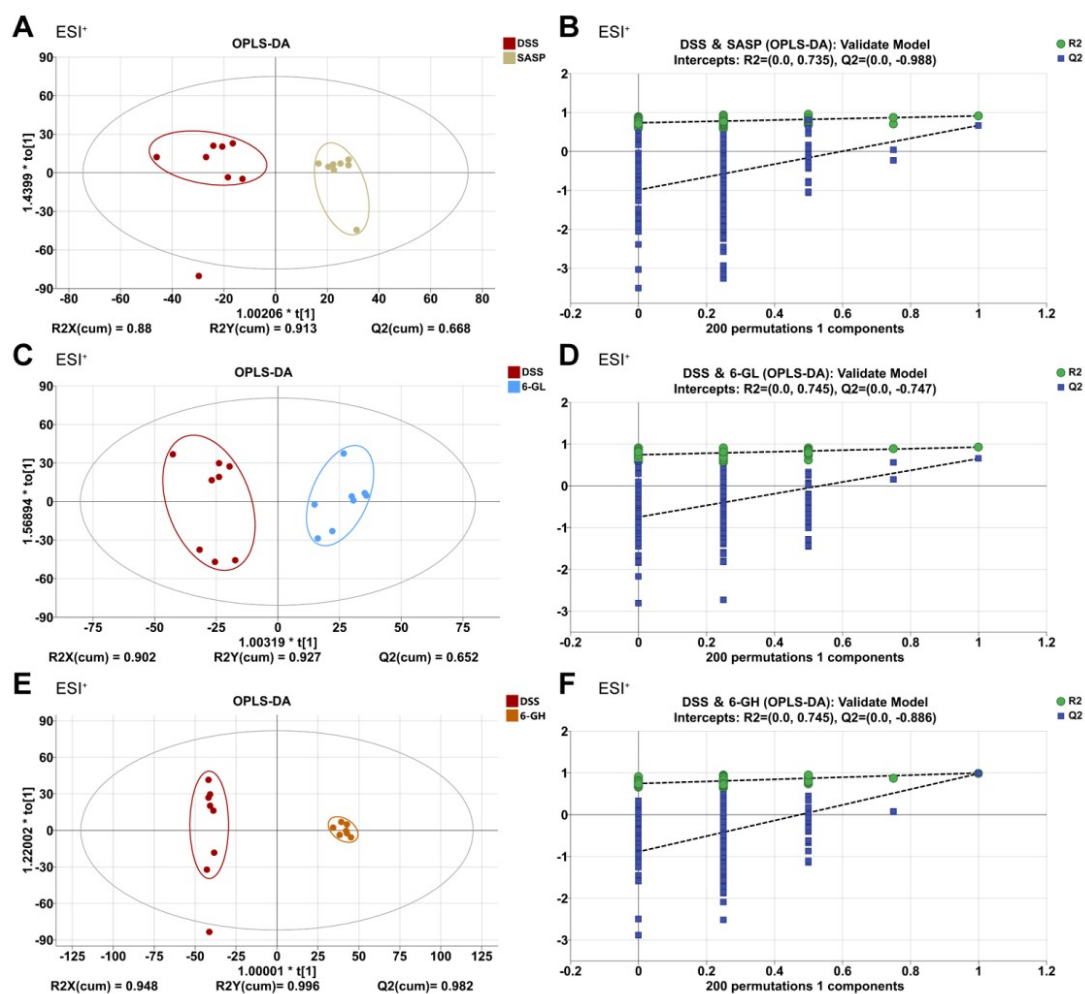 A
ESI⁺
OPLS-DA
DSS
SASP
90
60
30
0
-30
-60
-90
1.4399 * to[1]
-80
-60
-40
-20
0
20
40
60
80
1.00206 * t[1]
R2X(cum) = 0.88
R2Y(cum) = 0.913
Q2(cum) = 0.668
B
ESI⁺
DSS & SASP (OPLS-DA): Validate Model
Intercepts: R2=(0.0, 0.735), Q2=(0.0, -0.988)
R2
Q2
2
1
0
-1
-2
-3
-4
-0.2
0
0.2
0.4
0.6
0.8
1
1.2
200 permutations 1 components
C
ESI⁺
OPLS-DA
DSS
6-GL
90
60
30
0
-30
-60
-90
1.56894 * to[1]
-75
-50
-25
0
25
50
75
1.00319 * t[1]
R2X(cum) = 0.902
R2Y(cum) = 0.927
Q2(cum) = 0.652
D
ESI⁺
DSS & 6-GL (OPLS-DA): Validate Model
Intercepts: R2=(0.0, 0.745), Q2=(0.0, -0.747)
R2
Q2
2
1
0
-1
-2
-3
-0.2
0
0.2
0.4
0.6
0.8
1
1.2
200 permutations 1 components
E
ESI⁺
OPLS-DA
DSS
6-GH
90
60
30
0
-30
-60
-90
1.22002 * to[1]
-125
-100
-75
-50
-25
0
25
50
75
100
125
1.00001 * t[1]
R2X(cum) = 0.948
R2Y(cum)= 0.996
Q2(cum) = 0.982
F
ESI⁺
DSS & 6-GH (OPLS-DA): Validate Model
Intercepts: R2=(0.0, 0.745), Q2=(0.0, -0.886)
R2
Q2
2
1
0
-1
-2
-3
-0.2
0
0.2
0.4
0.6
0.8
1
1.2
200 permutations 1 components